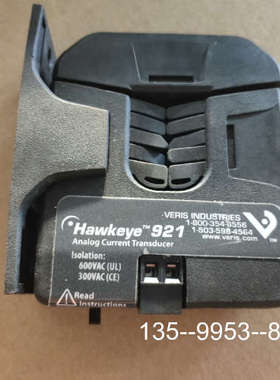 VERIS INDUSTRIES
1-800-354-8556
1-503-598-4564
www.veris.com
Hawkeye™ 921
Analog Current Transducer
Isolation:
600VAC (UL)
300VAC (CE)
Read
Instructions
135--9953--8